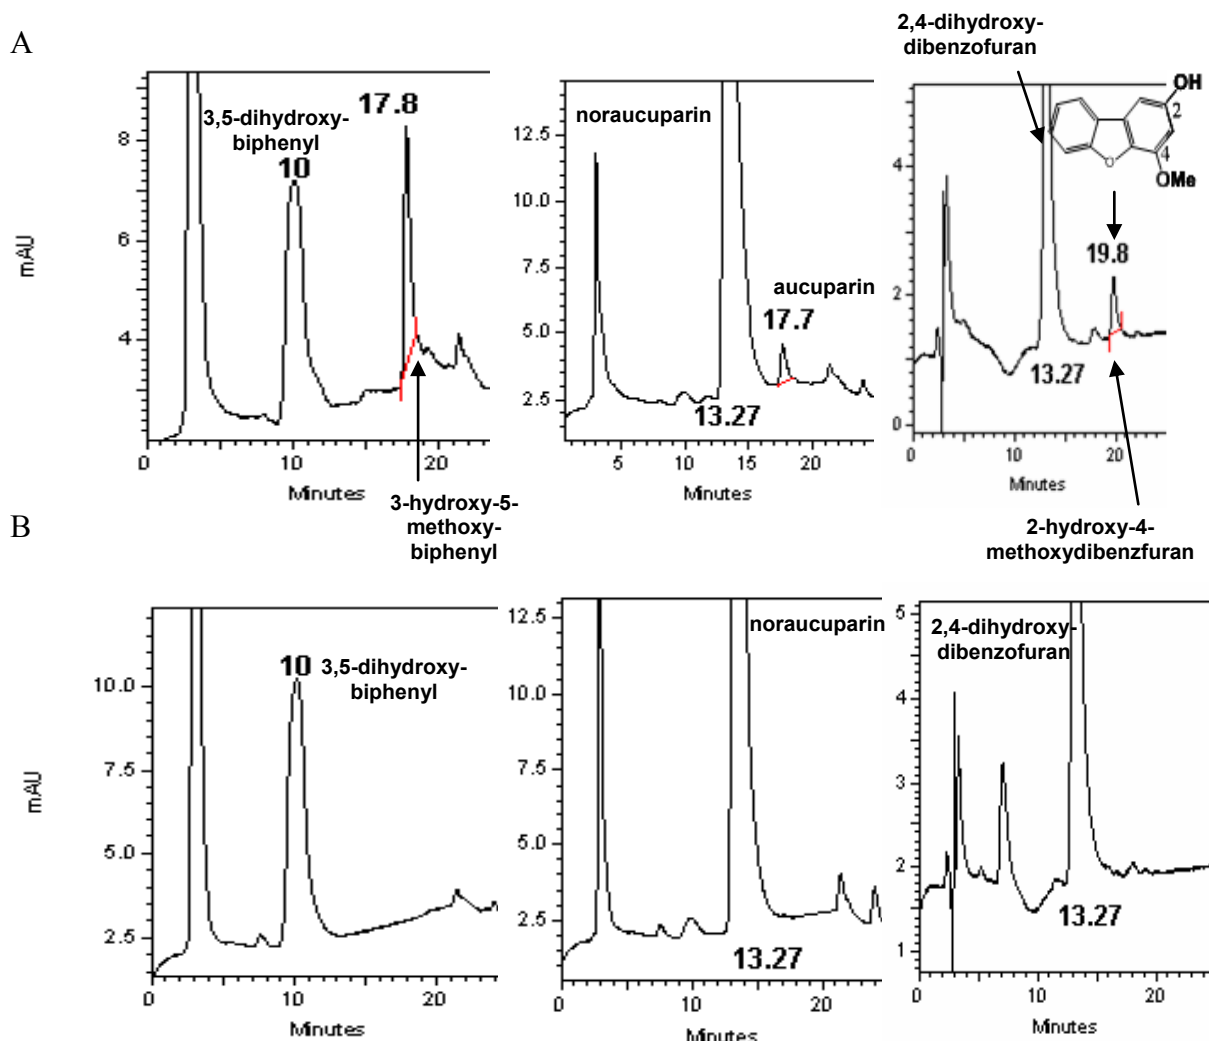 A
3,5-dihydroxy-
biphenyl
10
17.8
8
6
4
mAU
0
10
20
Minutes
3-hydroxy-5-
methoxy-
biphenyl
noraucuparin
aucuparin
17.7
13.27
12.5
10.0
7.5
5.0
2.5
5
10
15
20
Minutes
2,4-dihydroxy-
dibenzofuran
OH
2
4
O
OMe
19.8
13.27
4
2
0
0
10
20
Minutes
2-hydroxy-4-
methoxydibenzfuran
B
10
3,5-dihydroxy-
biphenyl
10.0
7.5
5.0
2.5
mAU
0
10
20
Minutes
noraucuparin
13.27
12.5
10.0
7.5
5.0
2.5
0
10
20
Minutes
2,4-dihydroxy-
dibenzofuran
13.27
5
4
3
2
1
0
10
20
Minutes